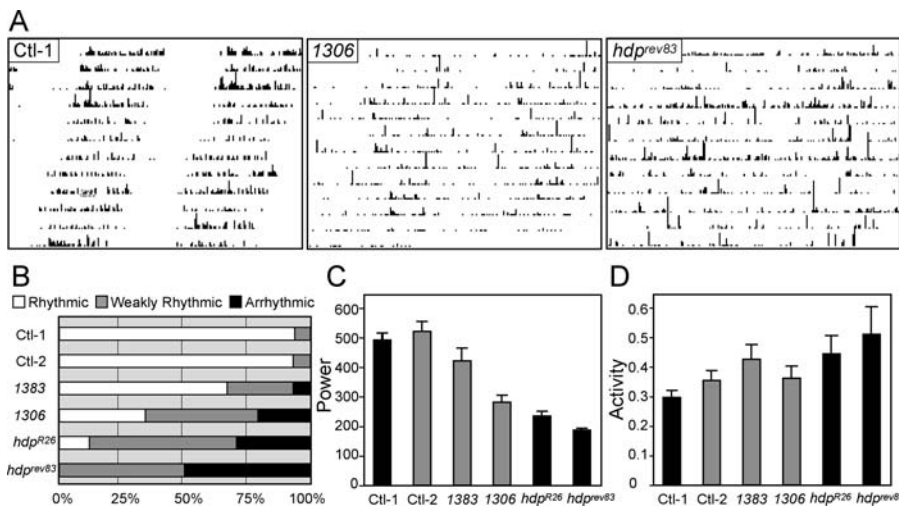 A
Ctl-1
1306
hdprev83
B
Rhythmic Weakly Rhythmic Arrhythmic
Ctl-1
Ctl-2
1383
1306
hdpR26
hdprev83
0% 25% 50% 75% 100%
C
600
500
400
300
200
100
0
Power
Ctl-1 Ctl-2 1383 1306 hdpR26 hdprev83
D
0.6
0.5
0.4
0.3
0.2
0.1
0
Activity
Ctl-1 Ctl-2 1383 1306 hdpR26 hdprev8